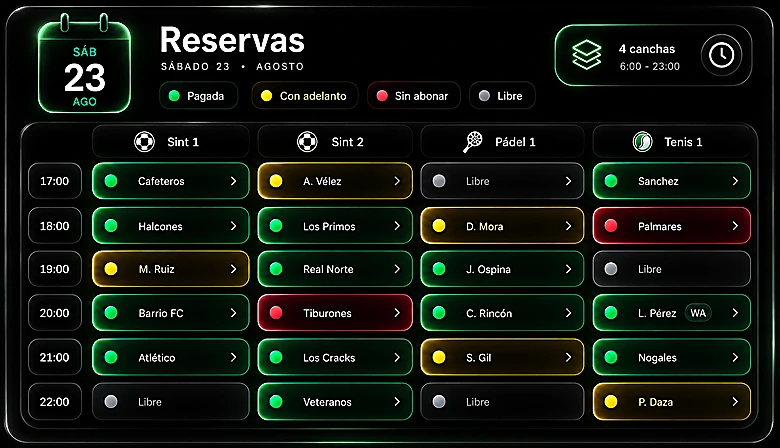 SÁB
23
AGO
Reservas
SÁBADO 23 • AGOSTO
Pagada Con adelanto Sin abonar Libre
4 canchas
6:00 - 23:00
Sint 1 Sint 2 Pádel 1 Tenis 1
17:00 Cafeteros A. Vélez Libre Sanchez
18:00 Halcones Los Primos D. Mora Palmares
19:00 M. Ruiz Real Norte J. Ospina Libre
20:00 Barrio FC Tiburones C. Rincón L. Pérez WA
21:00 Atlético Los Cracks S. Gil Nogales
22:00 Libre Veteranos Libre P. Daza